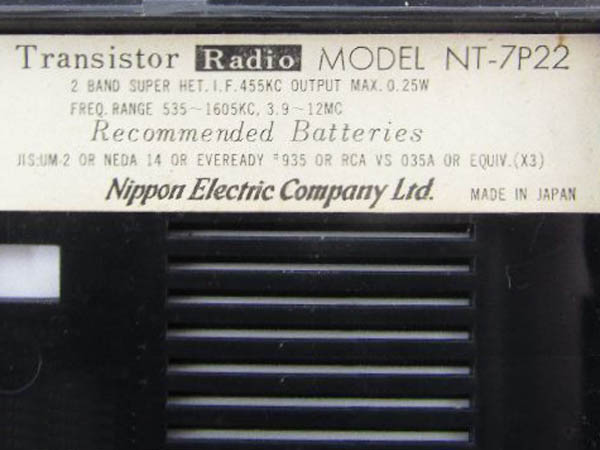 Transistor Radio MODEL NT-7P22
2 BAND SUPER HET. I.F. 455KC OUTPUT MAX. 0.25W
FREQ. RANGE 535~1605KC, 3.9~12MC
Recommended Batteries
JIS:UM-2 OR NEDA 14 OR EVEREADY #935 OR RCA VS 035A OR EQUIV.(X3)
Nippon Electric Company Ltd. MADE IN JAPAN